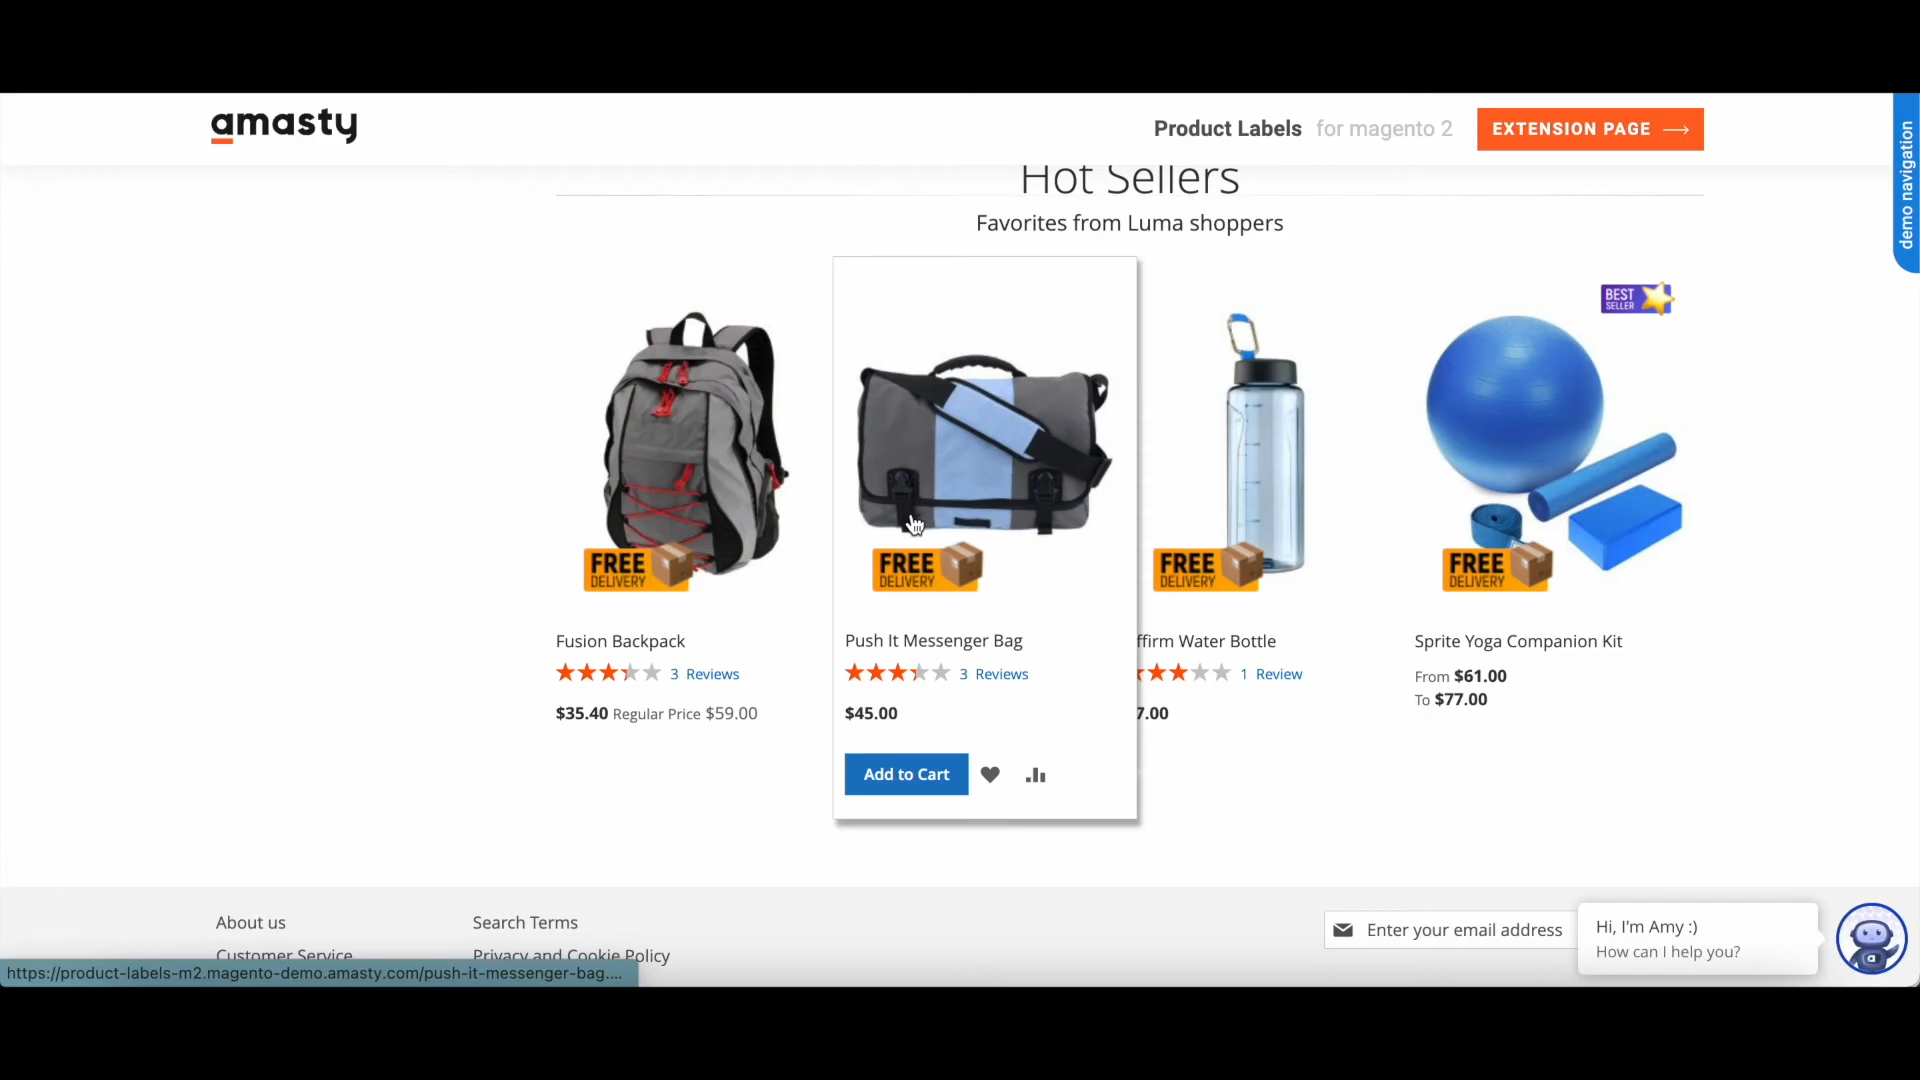 amasty
Product Labels for magento 2
EXTENSION PAGE
demo navigation
Hot Sellers
Favorites from Luma shoppers
BEST
SELLER
FREE
DELIVERY
FREE
DELIVERY
FREE
DELIVERY
FREE
DELIVERY
Fusion Backpack
3 Reviews
$35.40 Regular Price $59.00
Push It Messenger Bag
3 Reviews
$45.00
Add to Cart
ffirm Water Bottle
1 Review
7.00
Sprite Yoga Companion Kit
From $61.00
To $77.00
About us
Customer Service
Search Terms
Privacy and Cookie Policy
Enter your email address
Hi, I'm Amy :)
How can I help you?
a
https://product-labels-m2.magento-demo.amasty.com/push-it-messenger-bag....